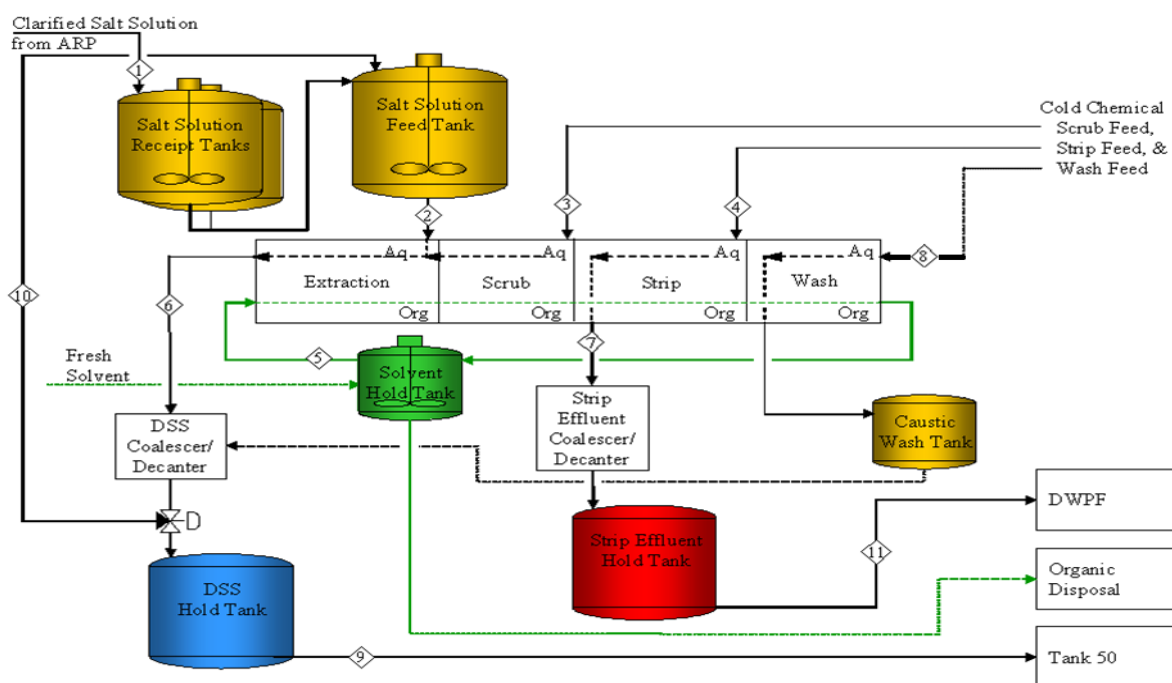 Clarified Salt Solution
from ARP
1
Salt Solution
Receipt Tanks
Salt Solution
Feed Tank
Cold Chemical
Scrub Feed,
Strip Feed, &
Wash Feed
2
3
4
Aq
Aq
Aq
Aq
8
Extraction
Scrub
Strip
Wash
Org
Org
Org
Org
10
6
5
7
Fresh
Solvent
Solvent
Hold Tank
DSS
Coalescer/
Decanter
Strip
Effluent
Coalescer/
Decanter
Caustic
Wash Tank
D
DWPF
Strip Effluent
Hold Tank
11
DSS
Hold Tank
Organic
Disposal
9
Tank 50